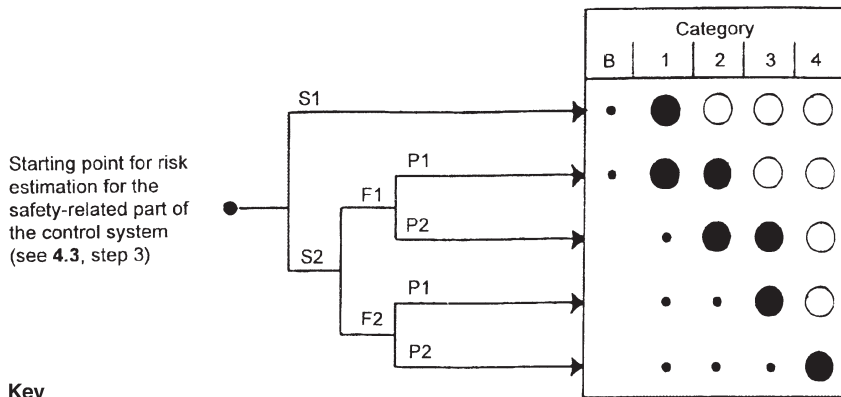 Category
B 1 2 3 4
S1
P1
Starting point for risk
estimation for the
safety-related part of
the control system
(see 4.3, step 3)
F1
P2
S2
P1
F2
P2
Key